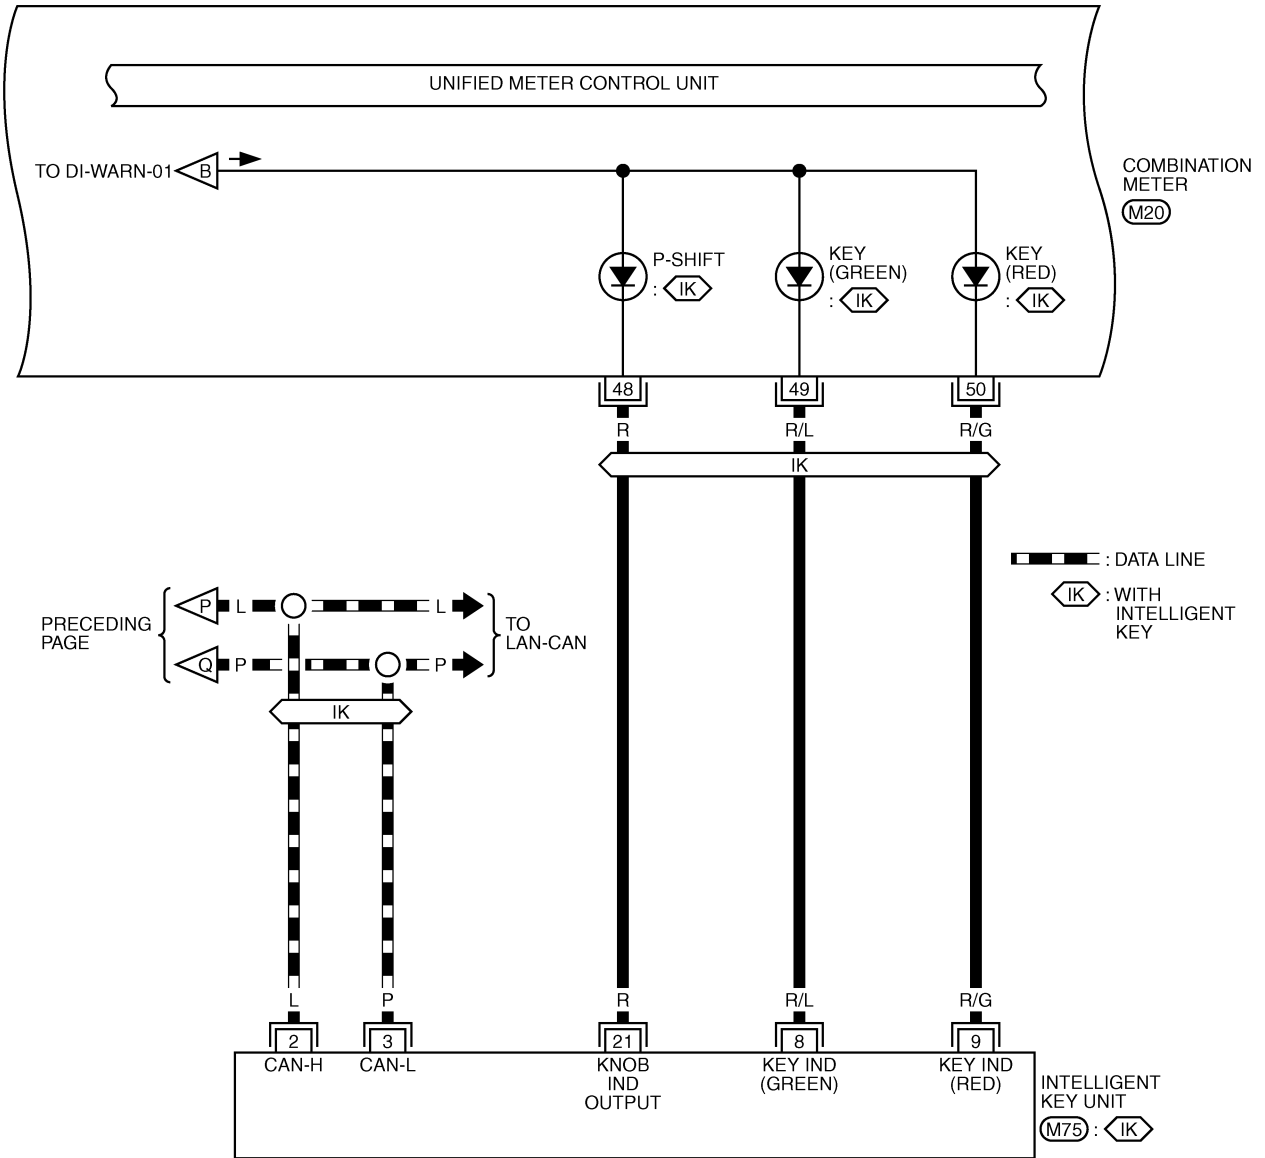 UNIFIED METER CONTROL UNIT
TO DI-WARN-01 B
COMBINATION
METER
M20
P-SHIFT
: IK
KEY
(GREEN)
: IK
KEY
(RED)
: IK
48 49 50
R R/L R/G
IK
: DATA LINE
IK : WITH
INTELLIGENT
KEY
PRECEDING
PAGE
P L L
Q P P
TO
LAN-CAN
IK
L P R R/L R/G
2 3 21 8 9
CAN-H
CAN-L
KNOB
IND
OUTPUT
KEY IND
(GREEN)
KEY IND
(RED)
INTELLIGENT
KEY UNIT
M75 : IK